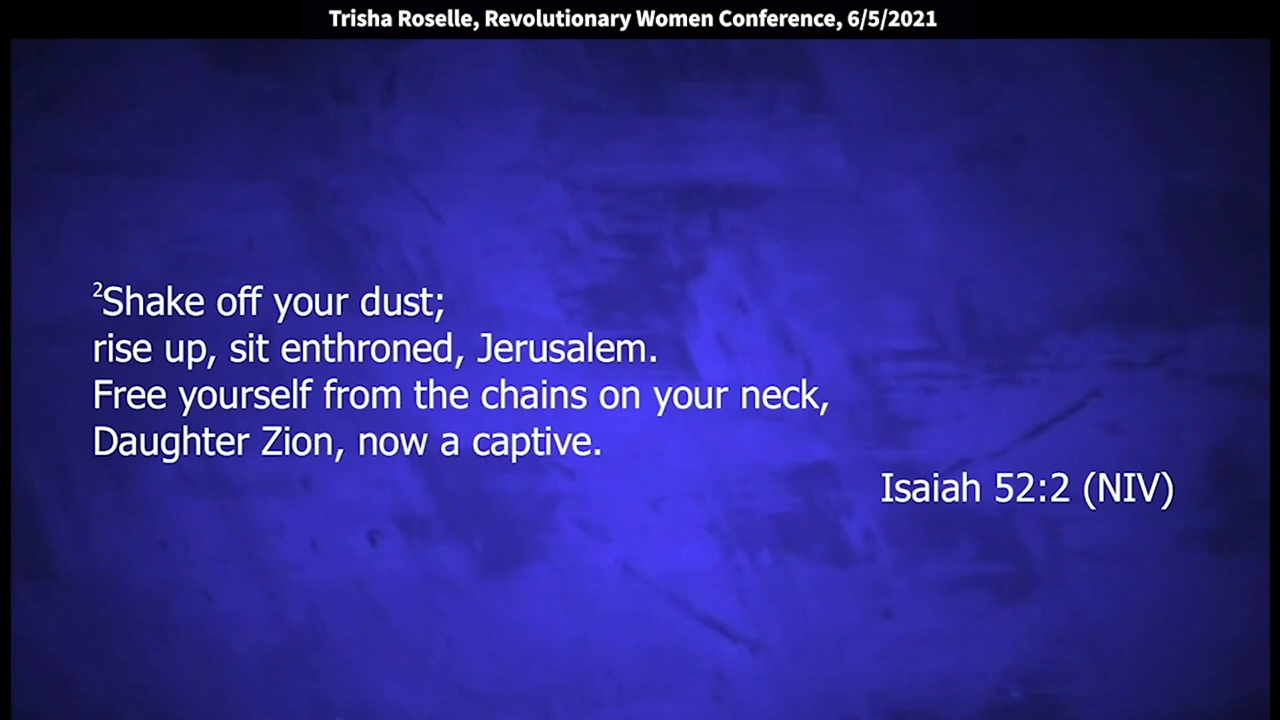 Trisha Roselle, Revolutionary Women Conference, 6/5/2021
²Shake off your dust;
rise up, sit enthroned, Jerusalem.
Free yourself from the chains on your neck,
Daughter Zion, now a captive.
Isaiah 52:2 (NIV)